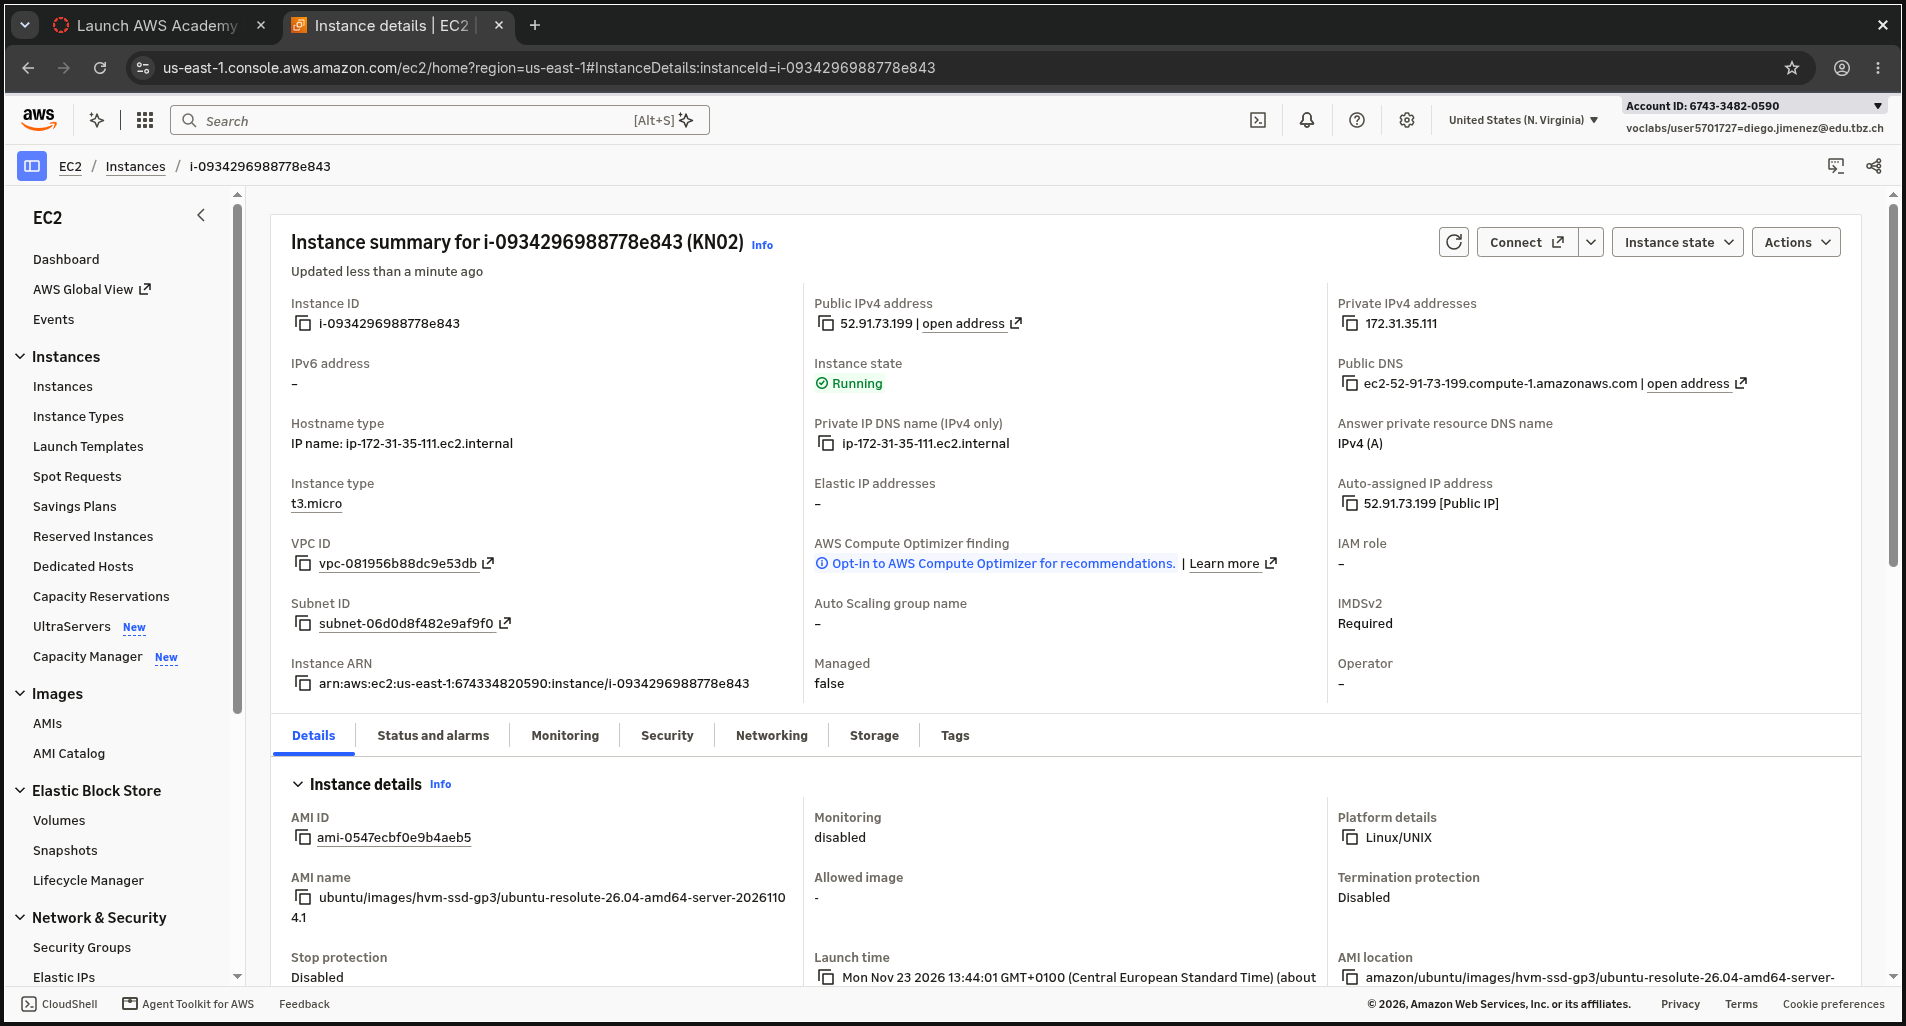 Launch AWS Academy
Instance details | EC2
us-east-1.console.aws.amazon.com/ec2/home?region=us-east-1#InstanceDetails:instanceId=i-0934296988778e843
aws
Search
[Alt+S]
United States (N. Virginia)
Account ID: 6743-3482-0590
voclabs/user5701727=diego.jimenez@edu.tbz.ch
EC2 / Instances / i-0934296988778e843
EC2
Dashboard
AWS Global View
Events
Instances
Instances
Instance Types
Launch Templates
Spot Requests
Savings Plans
Reserved Instances
Dedicated Hosts
Capacity Reservations
UltraServers New
Capacity Manager New
Images
AMIs
AMI Catalog
Elastic Block Store
Volumes
Snapshots
Lifecycle Manager
Network & Security
Security Groups
Elastic IPs
Instance summary for i-0934296988778e843 (KN02) Info
Updated less than a minute ago
Connect
Instance state
Actions
Instance ID
i-0934296988778e843
Public IPv4 address
52.91.73.199 | open address
Private IPv4 addresses
172.31.35.111
IPv6 address
–
Instance state
Running
Public DNS
ec2-52-91-73-199.compute-1.amazonaws.com | open address
Hostname type
IP name: ip-172-31-35-111.ec2.internal
Private IP DNS name (IPv4 only)
ip-172-31-35-111.ec2.internal
Answer private resource DNS name
IPv4 (A)
Instance type
t3.micro
Elastic IP addresses
–
Auto-assigned IP address
52.91.73.199 [Public IP]
VPC ID
vpc-081956b88dc9e53db
AWS Compute Optimizer finding
Opt-in to AWS Compute Optimizer for recommendations. | Learn more
IAM role
–
Subnet ID
subnet-06d0d8f482e9af9f0
Auto Scaling group name
–
IMDSv2
Required
Instance ARN
arn:aws:ec2:us-east-1:674334820590:instance/i-0934296988778e843
Managed
false
Operator
–
Details
Status and alarms
Monitoring
Security
Networking
Storage
Tags
Instance details Info
AMI ID
ami-0547ecbf0e9b4aeb5
Monitoring
disabled
Platform details
Linux/UNIX
AMI name
ubuntu/images/hvm-ssd-gp3/ubuntu-resolute-26.04-amd64-server-2026110
4.1
Allowed image
-
Termination protection
Disabled
Stop protection
Disabled
Launch time
Mon Nov 23 2026 13:44:01 GMT+0100 (Central European Standard Time) (about
AMI location
amazon/ubuntu/images/hvm-ssd-gp3/ubuntu-resolute-26.04-amd64-server-
CloudShell
Agent Toolkit for AWS
Feedback
© 2026, Amazon Web Services, Inc. or its affiliates.
Privacy
Terms
Cookie preferences